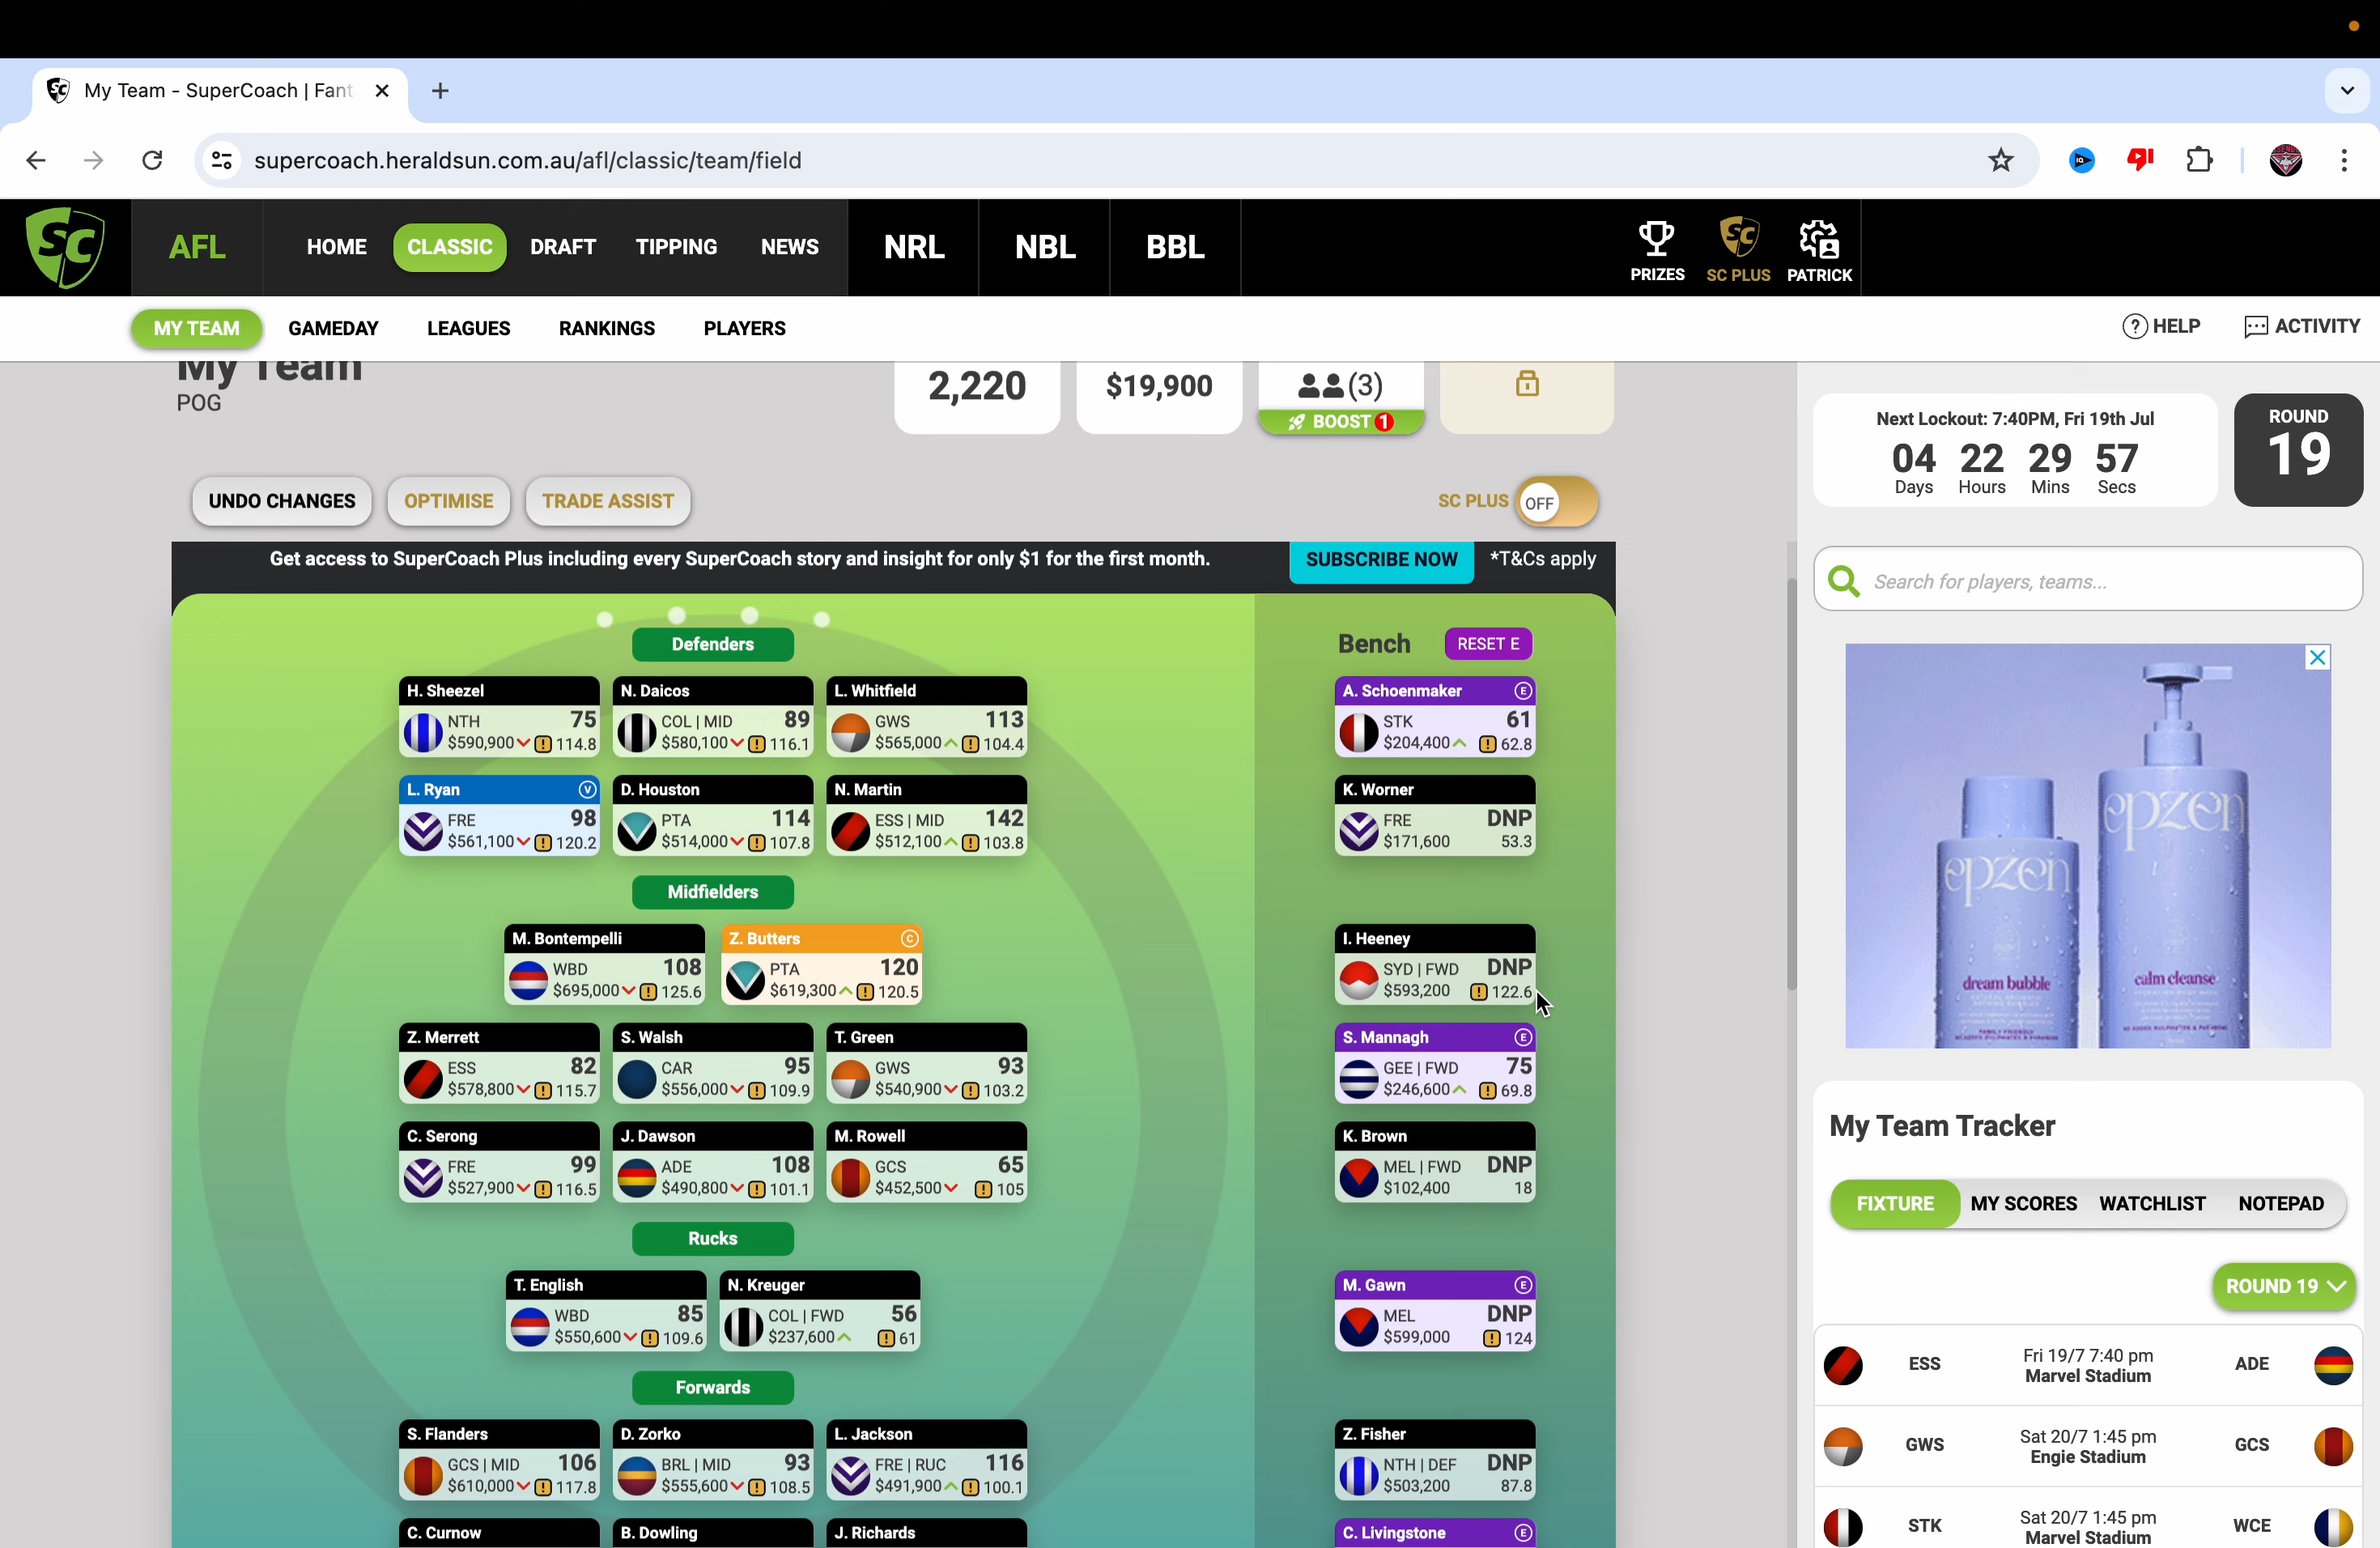 My Team - SuperCoach | Fant
supercoach.heraldsun.com.au/afl/classic/team/field
SC AFL HOME CLASSIC DRAFT TIPPING NEWS NRL NBL BBL PRIZES SC PLUS PATRICK
MY TEAM GAMEDAY LEAGUES RANKINGS PLAYERS ? HELP ACTIVITY
My Team
POG
2,220 $19,900 (3)
BOOST 1
Next Lockout: 7:40PM, Fri 19th Jul
04 22 29 57
Days Hours Mins Secs
ROUND
19
UNDO CHANGES OPTIMISE TRADE ASSIST SC PLUS OFF
Get access to SuperCoach Plus including every SuperCoach story and insight for only $1 for the first month. SUBSCRIBE NOW *T&Cs apply
Search for players, teams...
Defenders Bench RESET E
H. Sheezel N. Daicos L. Whitfield A. Schoenmaker E
NTH 75 COL | MID 89 GWS 113 STK 61
$590,900 ! 114.8 $580,100 ! 116.1 $565,000 ! 104.4 $204,400 ! 62.8
L. Ryan V D. Houston N. Martin K. Worner
FRE 98 PTA 114 ESS | MID 142 FRE DNP
$561,100 ! 120.2 $514,000 ! 107.8 $512,100 ! 103.8 $171,600 53.3
Midfielders
M. Bontempelli Z. Butters C I. Heeney
WBD 108 PTA 120 SYD | FWD DNP
$695,000 ! 125.6 $619,300 ! 120.5 $593,200 ! 122.6
Z. Merrett S. Walsh T. Green S. Mannagh E
ESS 82 CAR 95 GWS 93 GEE | FWD 75
$578,800 ! 115.7 $556,000 ! 109.9 $540,900 ! 103.2 $246,600 ! 69.8
C. Serong J. Dawson M. Rowell K. Brown
FRE 99 ADE 108 GCS 65 MEL | FWD DNP
$527,900 ! 116.5 $490,800 ! 101.1 $452,500 ! 105 $102,400 18
Rucks
T. English N. Kreuger M. Gawn E
WBD 85 COL | FWD 56 MEL DNP
$550,600 ! 109.6 $237,600 ! 61 $599,000 ! 124
Forwards
S. Flanders D. Zorko L. Jackson Z. Fisher
GCS | MID 106 BRL | MID 93 FRE | RUC 116 NTH | DEF DNP
$610,000 ! 117.8 $555,600 ! 108.5 $491,900 ! 100.1 $503,200 87.8
C. Curnow B. Dowling J. Richards C. Livingstone E
epzen epzen
dream bubble calm cleanse
My Team Tracker
FIXTURE MY SCORES WATCHLIST NOTEPAD
ROUND 19
ESS Fri 19/7 7:40 pm ADE
Marvel Stadium
GWS Sat 20/7 1:45 pm GCS
Engie Stadium
STK Sat 20/7 1:45 pm WCE
Marvel Stadium